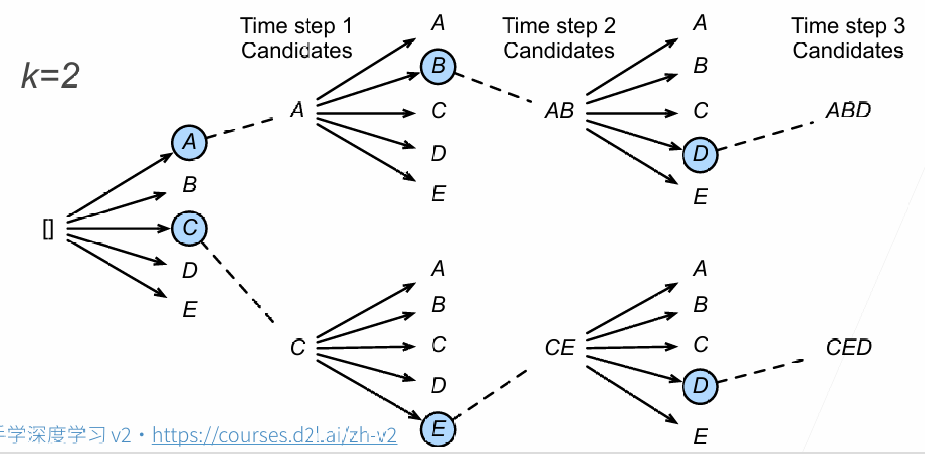 k=2
Time step 1
Candidates
Time step 2
Candidates
Time step 3
Candidates
[]
A
B
C
D
E
A
A
B
C
D
E
C
A
B
C
D
E
AB
A
B
C
D
E
CE
A
B
C
D
E
ABD
CED
手学深度学习 v2・https://courses.d2l.ai/zh-v2